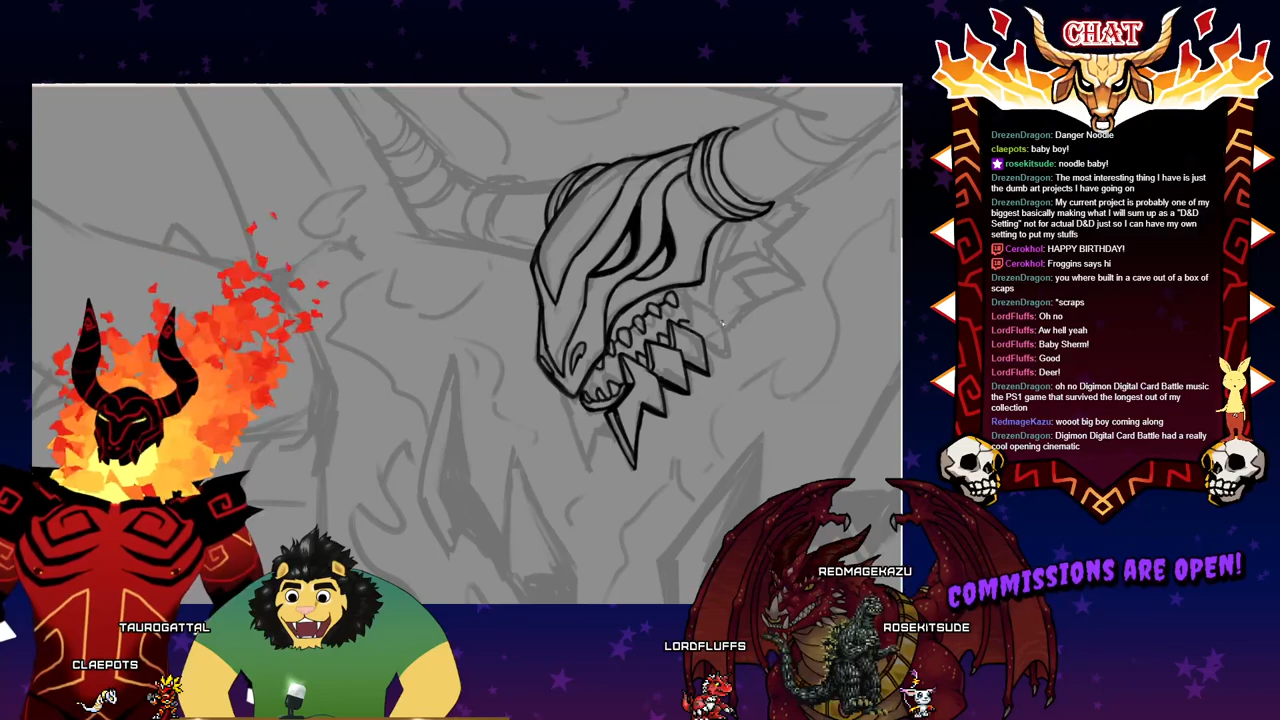 CHAT
DrezenDragon: Danger Noodle
claepots: baby boy!
rosekitsude: noodle baby!
DrezenDragon: The most interesting thing I have is just
the dumb art projects I have going on
DrezenDragon: My current project is probably one of my
biggest basically making what I will sum up as a "D&D
Setting" not for actual D&D just so I can have my own
setting to put my stuffs
Cerokhol: HAPPY BIRTHDAY!
Cerokhol: Froggins says hi
DrezenDragon: you where built in a cave out of a box of
scaps
DrezenDragon: *scraps
LordFluffs: Oh no
LordFluffs: Aw hell yeah
LordFluffs: Baby Sherm!
LordFluffs: Good
LordFluffs: Deer!
DrezenDragon: oh no Digimon Digital Card Battle music
the PS1 game that survived the longest out of my
collection
RedmageKazu: wooot big boy coming along
DrezenDragon: Digimon Digital Card Battle had a really
cool opening cinematic
COMMISSIONS ARE OPEN!
REDMAGEKAZU
TAUROGATTAL
ROSEKITSUDE
LORDFLUFFS
CLAEPOTS